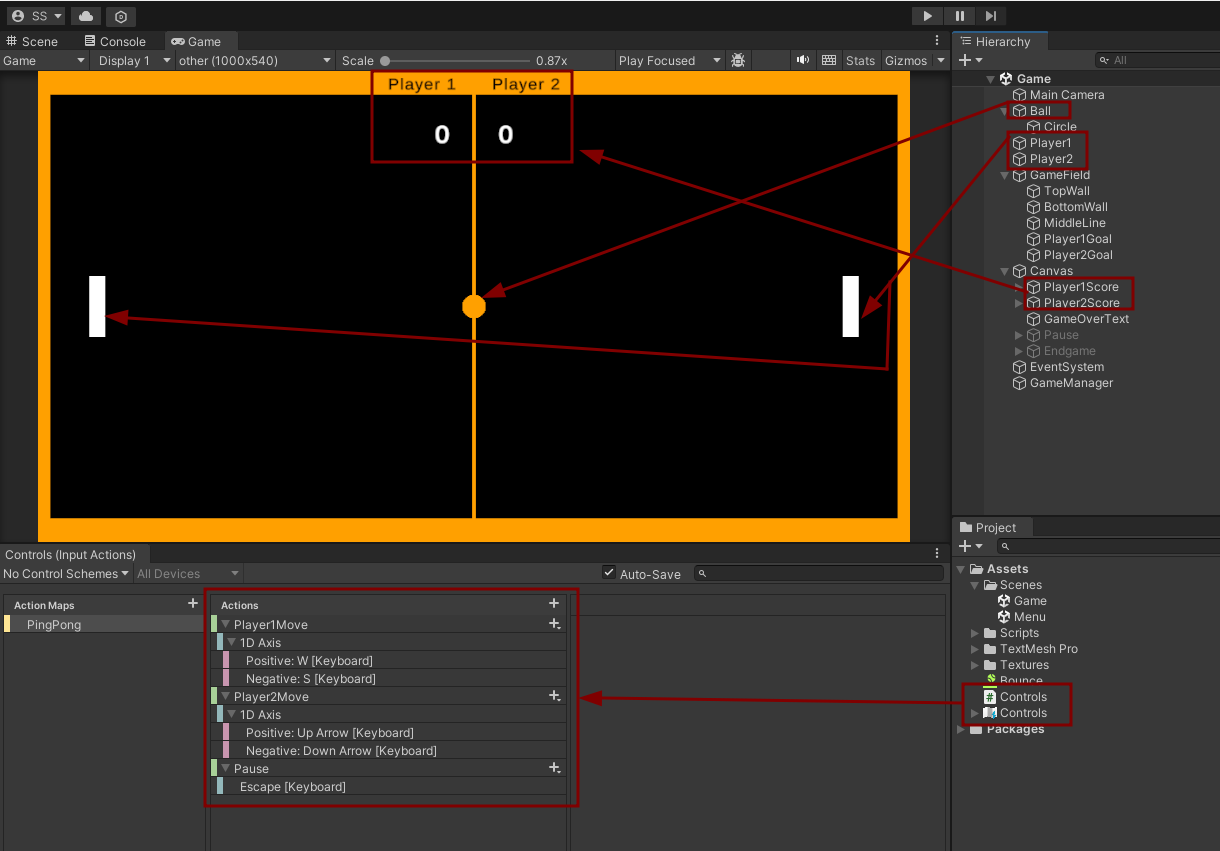 SS
Scene Console Game
Game Display 1 other (1000x540) Scale 0.87x Play Focused Stats Gizmos
Player 1 Player 2
0 0
Hierarchy
All
Game
Main Camera
Ball
Circle
Player1
Player2
GameField
TopWall
BottomWall
MiddleLine
Player1Goal
Player2Goal
Canvas
Player1Score
Player2Score
GameOverText
Pause
Endgame
EventSystem
GameManager
Controls (Input Actions)
No Control Schemes All Devices Auto-Save
Action Maps
PingPong
Actions
Player1Move
1D Axis
Positive: W [Keyboard]
Negative: S [Keyboard]
Player2Move
1D Axis
Positive: Up Arrow [Keyboard]
Negative: Down Arrow [Keyboard]
Pause
Escape [Keyboard]
Project
Assets
Scenes
Game
Menu
Scripts
TextMesh Pro
Textures
Bounce
Controls
Controls
Packages